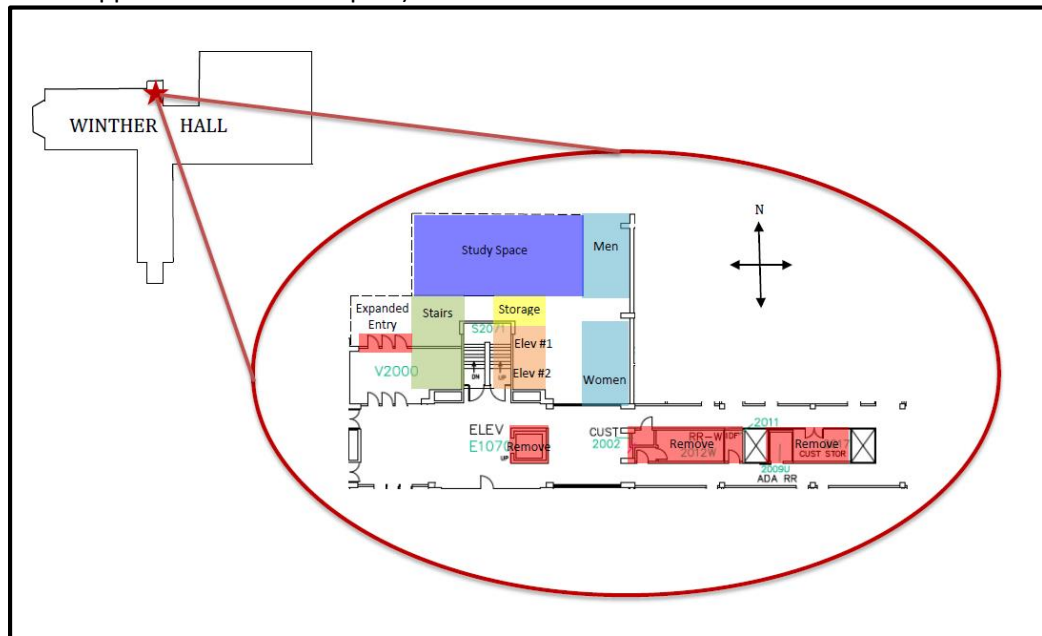 WINTHER HALL
N
Study Space
Men
Expanded
Entry
Stairs
Storage
S2071
Elev #1
V2000
DN
UP
Elev #2
Women
ELEV
E1070
Remove
UP
CUST
2002
RR-W
2011
Remove
2012W
Remove
CUST STOR
2009U
ADA RR